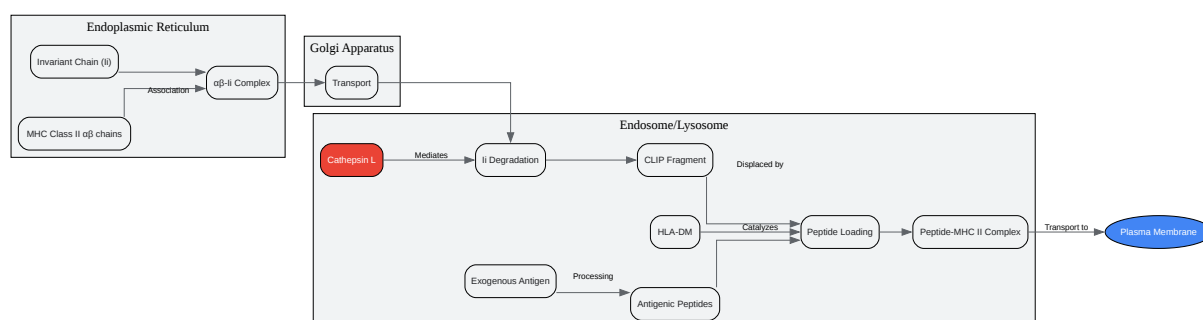 Endoplasmic Reticulum
Invariant Chain (Ii)
αβ-Ii Complex
Association
MHC Class II αβ chains
Golgi Apparatus
Transport
Endosome/Lysosome
Cathepsin L
Mediates
Ii Degradation
CLIP Fragment
Displaced by
HLA-DM
Catalyzes
Peptide Loading
Peptide-MHC II Complex
Transport to
Plasma Membrane
Exogenous Antigen
Processing
Antigenic Peptides